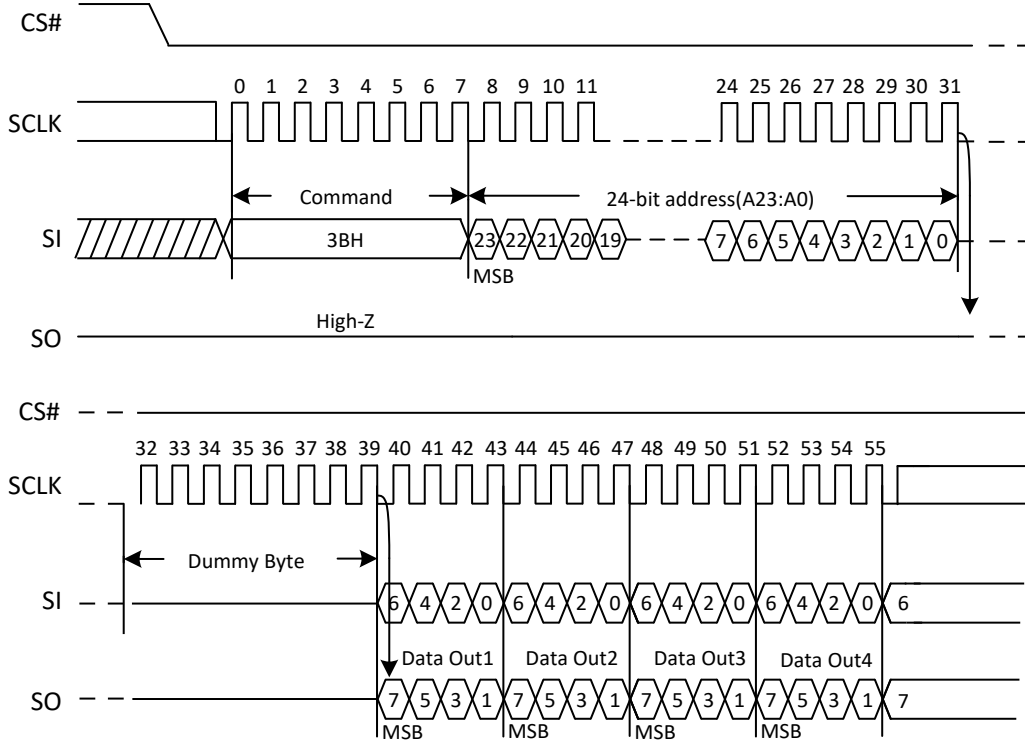 CS#
0 1 2 3 4 5 6 7 8 9 10 11 24 25 26 27 28 29 30 31
SCLK
Command 24-bit address(A23:A0)
SI 3BH 23 22 21 20 19 7 6 5 4 3 2 1 0
MSB
High-Z
SO
CS#
32 33 34 35 36 37 38 39 40 41 42 43 44 45 46 47 48 49 50 51 52 53 54 55
SCLK
Dummy Byte
SI 6 4 2 0 6 4 2 0 6 4 2 0 6 4 2 0 6
Data Out1 Data Out2 Data Out3 Data Out4
SO 7 5 3 1 7 5 3 1 7 5 3 1 7 5 3 1 7
MSB MSB MSB MSB